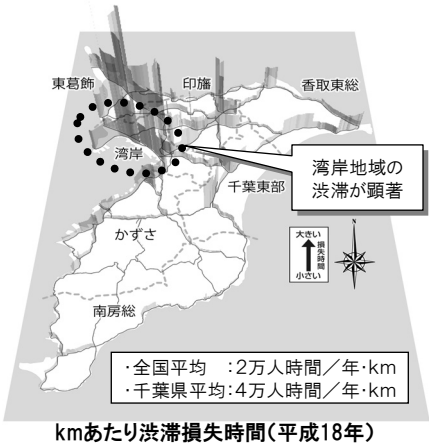 東葛飾
印旛
香取東総
湾岸
湾岸地域の
渋滞が顕著
千葉東部
かずさ
大きい
損失時間
小さい
南房総
・全国平均　：2万人時間／年・km
・千葉県平均：4万人時間／年・km
kmあたり渋滞損失時間（平成18年）